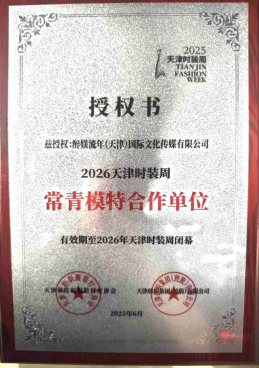 2025
天津时装周
TIANJIN
FASHION
WEEK
授权书
兹授权:醉镁流年(天津)国际文化传媒有限公司
2026天津时装周
常青模特合作单位
有效期至2026年天津时装周闭幕
2025年6月